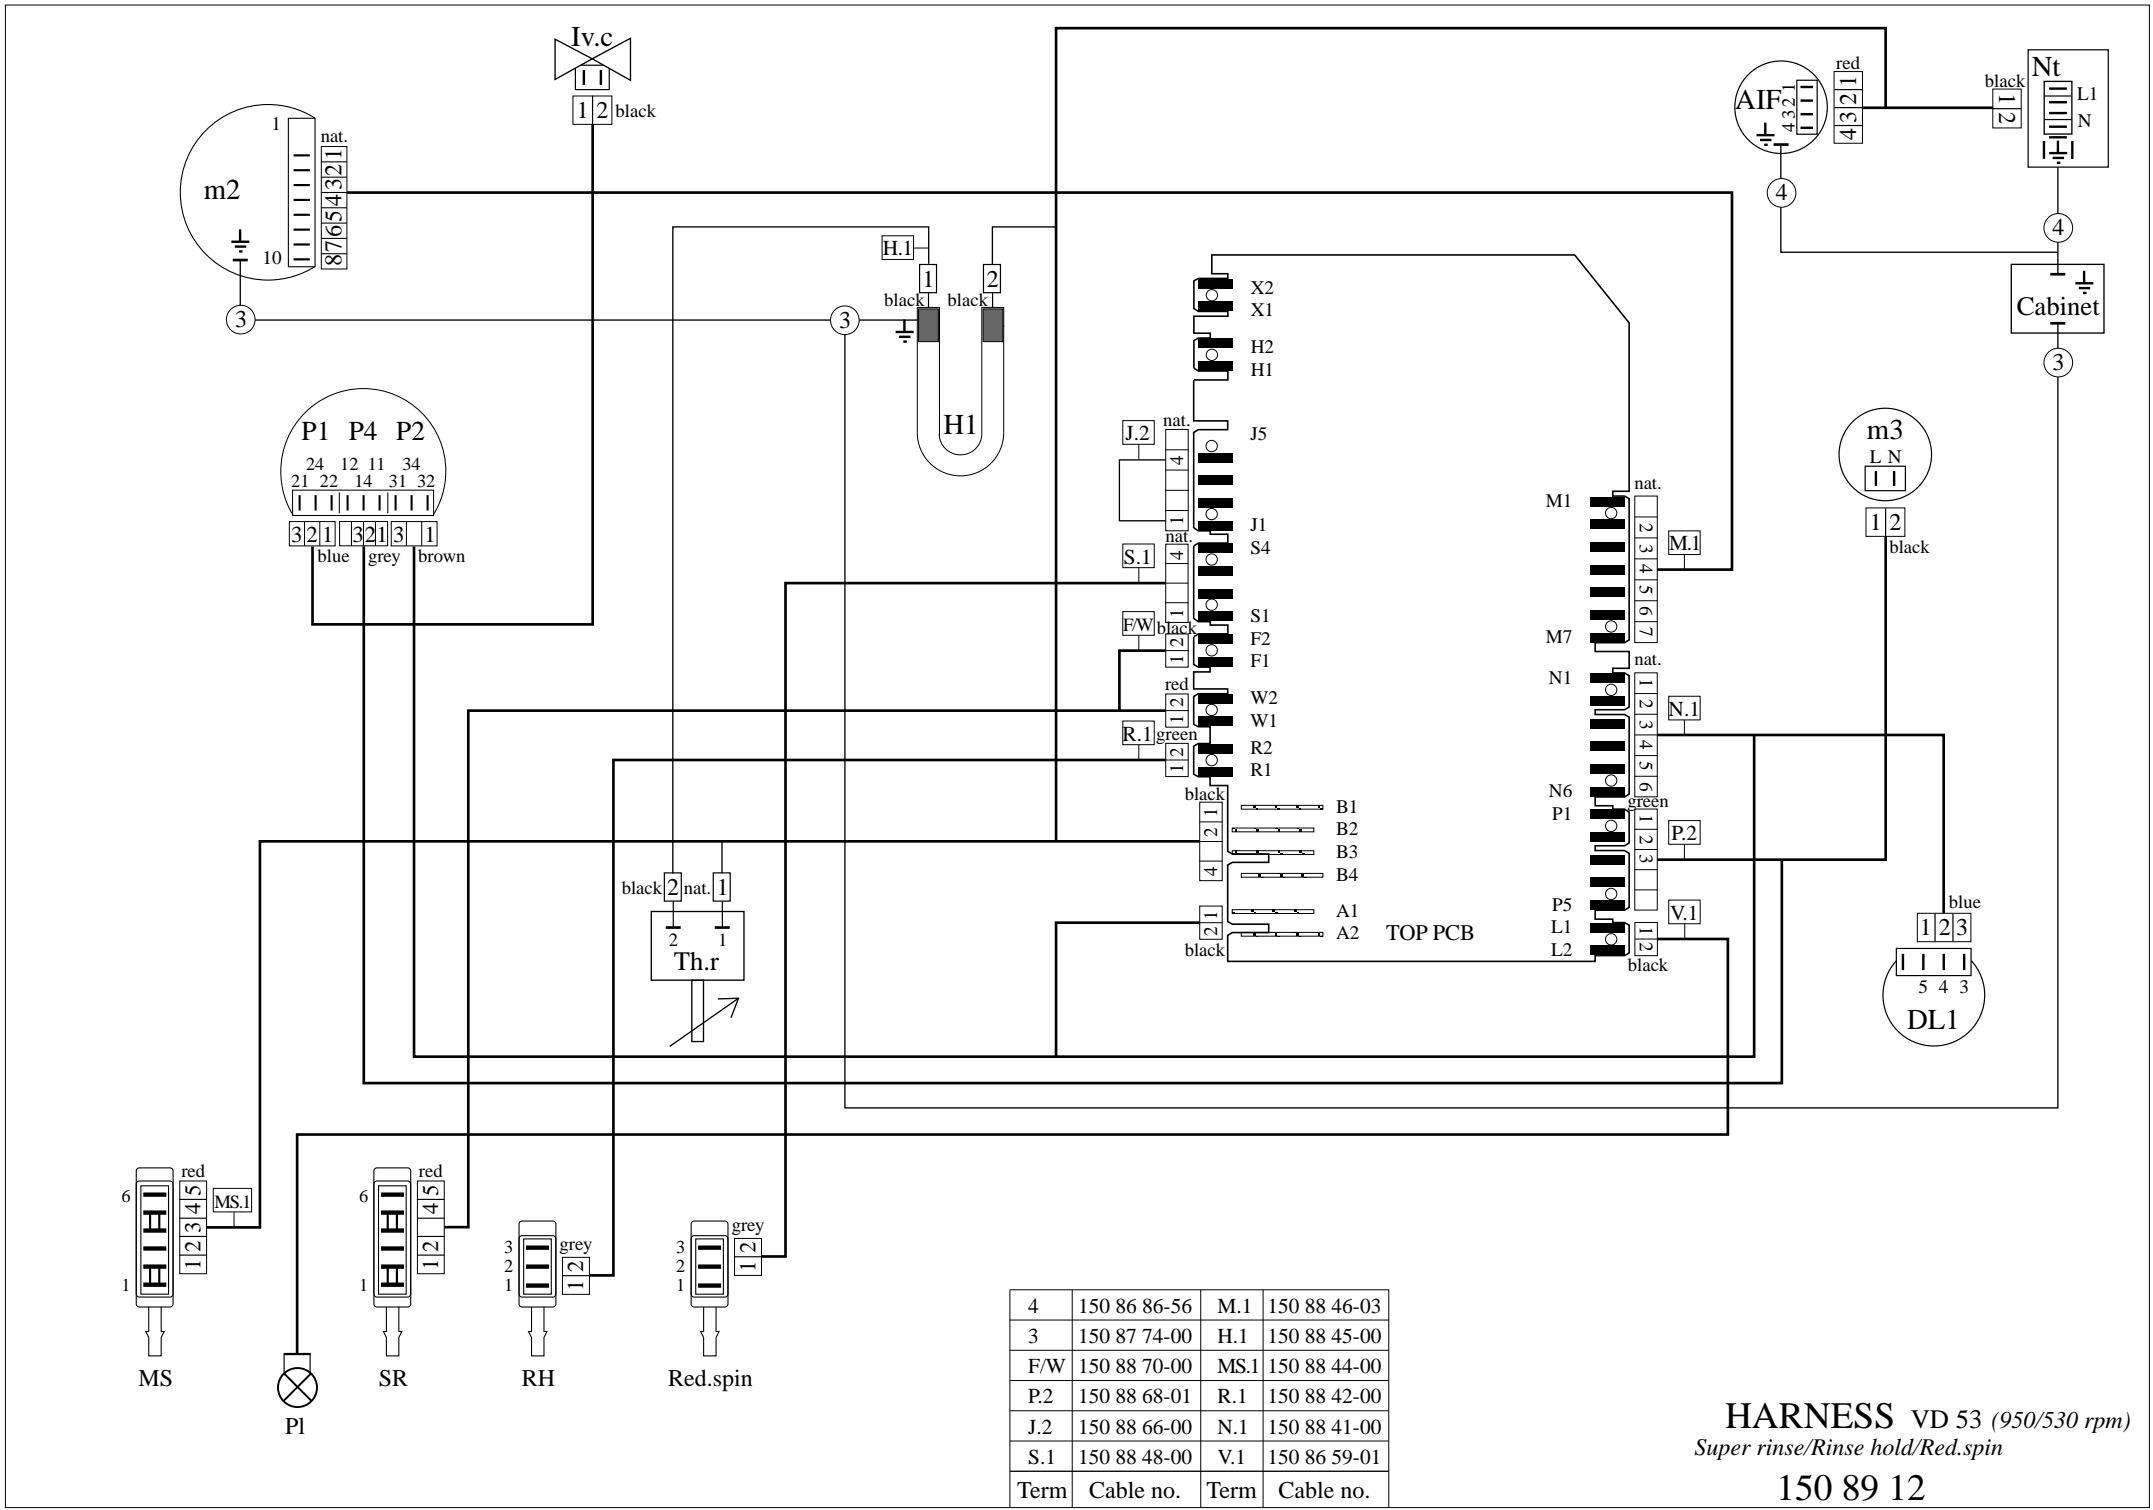 Iv.c
1 2 black
m2
1
10
nat.
1 2 3 4 5 6 7 8
3
P1 P4 P2
24 12 11 34
21 22 14 31 32
3 2 1 3 2 1 3 1
blue grey brown
H.1
1 2
black black
3
H1
AIF
4 3 2 1
red
4 3 2 1
4
black
1 2
Nt
L1
N
4
Cabinet
3
m3
L N
1 2
black
X2
X1
H2
H1
nat.
J.2
4
1
J5
J1
nat.
S.1
4
1
S4
S1
F/W black
1 2
F2
F1
red
1 2
W2
W1
R.1 green
1 2
R2
R1
black
1
2
4
B1
B2
B3
B4
1
2
black
A1
A2
TOP PCB
M1
M7
nat.
2
3
4
5
6
7
M.1
nat.
N1
N6
1
2
3
4
5
6
N.1
green
P1
P5
1
2
3
P.2
L1
L2
1
2
black
V.1
blue
1 2 3
5 4 3
DL1
black 2 nat. 1
2 1
Th.r
red
6
1
1 2 3 4 5
MS.1
MS
Pl
red
6
1
1 2 4 5
SR
3
2
1
grey
1 2
RH
3
2
1
grey
1 2
Red.spin
4 150 86 86-56 M.1 150 88 46-03
3 150 87 74-00 H.1 150 88 45-00
F/W 150 88 70-00 MS.1 150 88 44-00
P.2 150 88 68-01 R.1 150 88 42-00
J.2 150 88 66-00 N.1 150 88 41-00
S.1 150 88 48-00 V.1 150 86 59-01
Term Cable no. Term Cable no.
HARNESS VD 53 (950/530 rpm)
Super rinse/Rinse hold/Red.spin
150 89 12